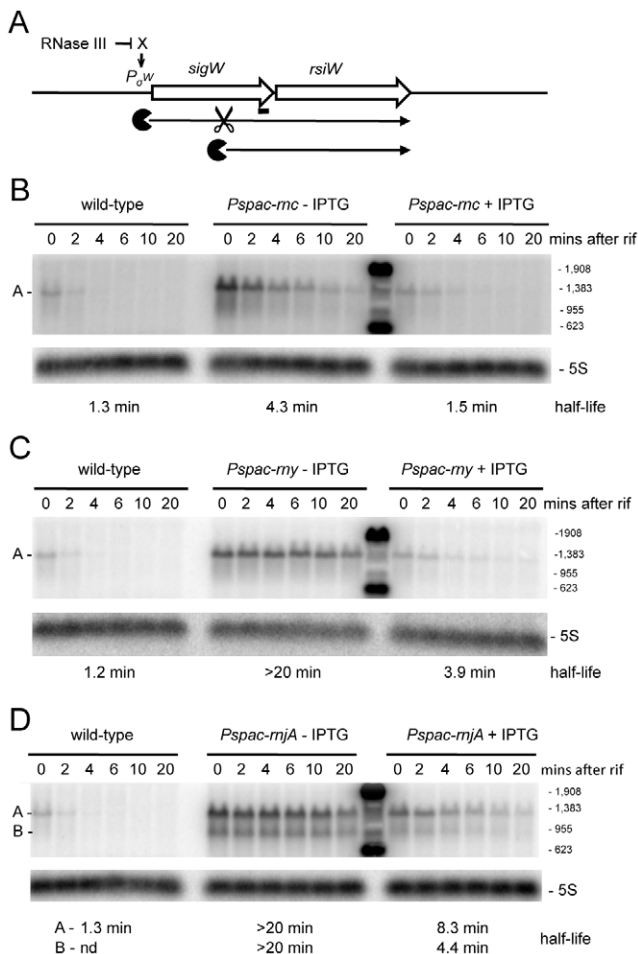 A
RNase III X
PσW sigW rsiW
B
wild-type Pspac-rnc - IPTG Pspac-rnc + IPTG
0 2 4 6 10 20 0 2 4 6 10 20 0 2 4 6 10 20 mins after rif
- 1,908
A - - 1,383
- 955
- 623
- 5S
1.3 min 4.3 min 1.5 min half-life
C
wild-type Pspac-rny - IPTG Pspac-rny + IPTG
0 2 4 6 10 20 0 2 4 6 10 20 0 2 4 6 10 20 mins after rif
-1908
A - - 1,383
- 955
- 623
- 5S
1.2 min >20 min 3.9 min half-life
D
wild-type Pspac-rnjA - IPTG Pspac-rnjA + IPTG
0 2 4 6 10 20 0 2 4 6 10 20 0 2 4 6 10 20 mins after rif
- 1,908
A - - 1,383
B - - 955
- 623
- 5S
A - 1.3 min >20 min 8.3 min
B - nd >20 min 4.4 min
half-life